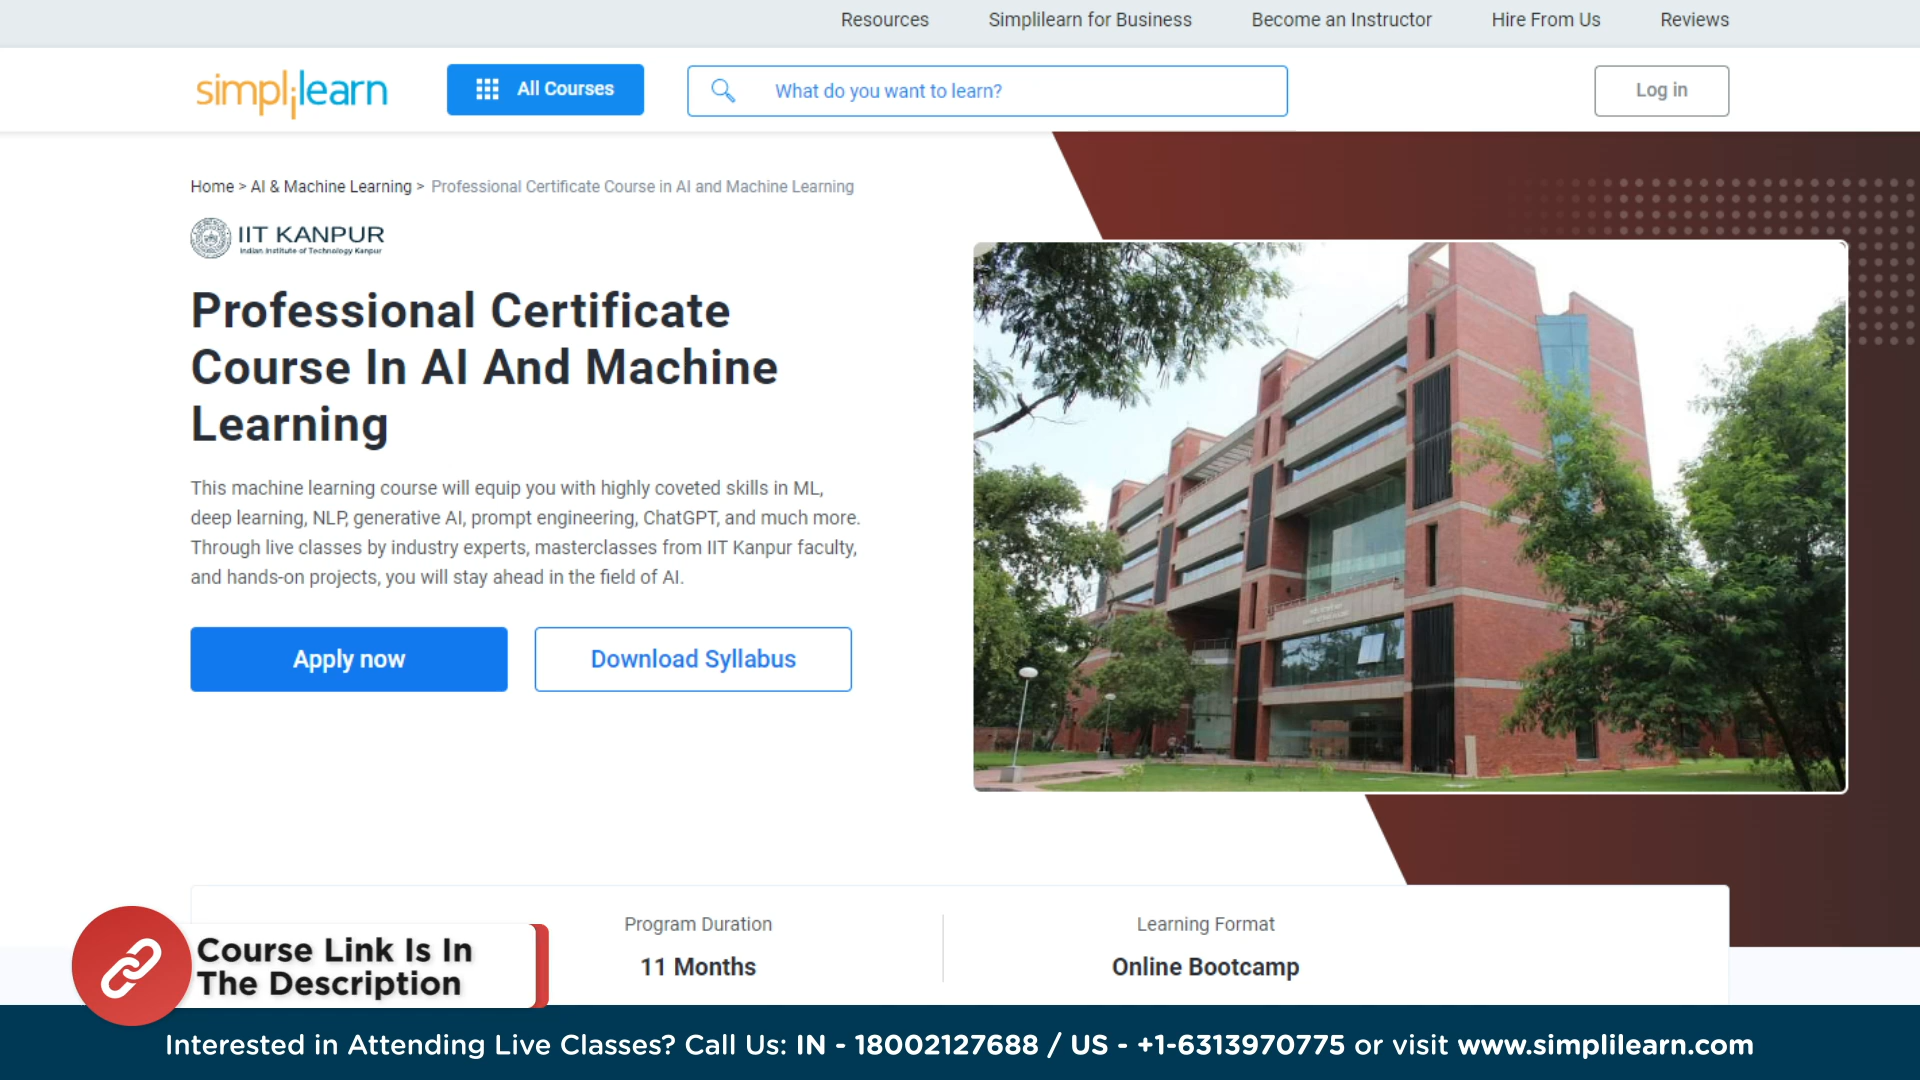 Resources Simplilearn for Business Become an Instructor Hire From Us Reviews
simplilearn All Courses What do you want to learn? Log in
Home > AI & Machine Learning > Professional Certificate Course in AI and Machine Learning
IIT KANPUR
Indian Institute of Technology Kanpur
Professional Certificate
Course In AI And Machine
Learning
This machine learning course will equip you with highly coveted skills in ML,
deep learning, NLP, generative AI, prompt engineering, ChatGPT, and much more.
Through live classes by industry experts, masterclasses from IIT Kanpur faculty,
and hands-on projects, you will stay ahead in the field of AI.
Apply now Download Syllabus
Program Duration Learning Format
11 Months Online Bootcamp
Course Link Is In
The Description
Interested in Attending Live Classes? Call Us: IN - 18002127688 / US - +1-6313970775 or visit www.simplilearn.com